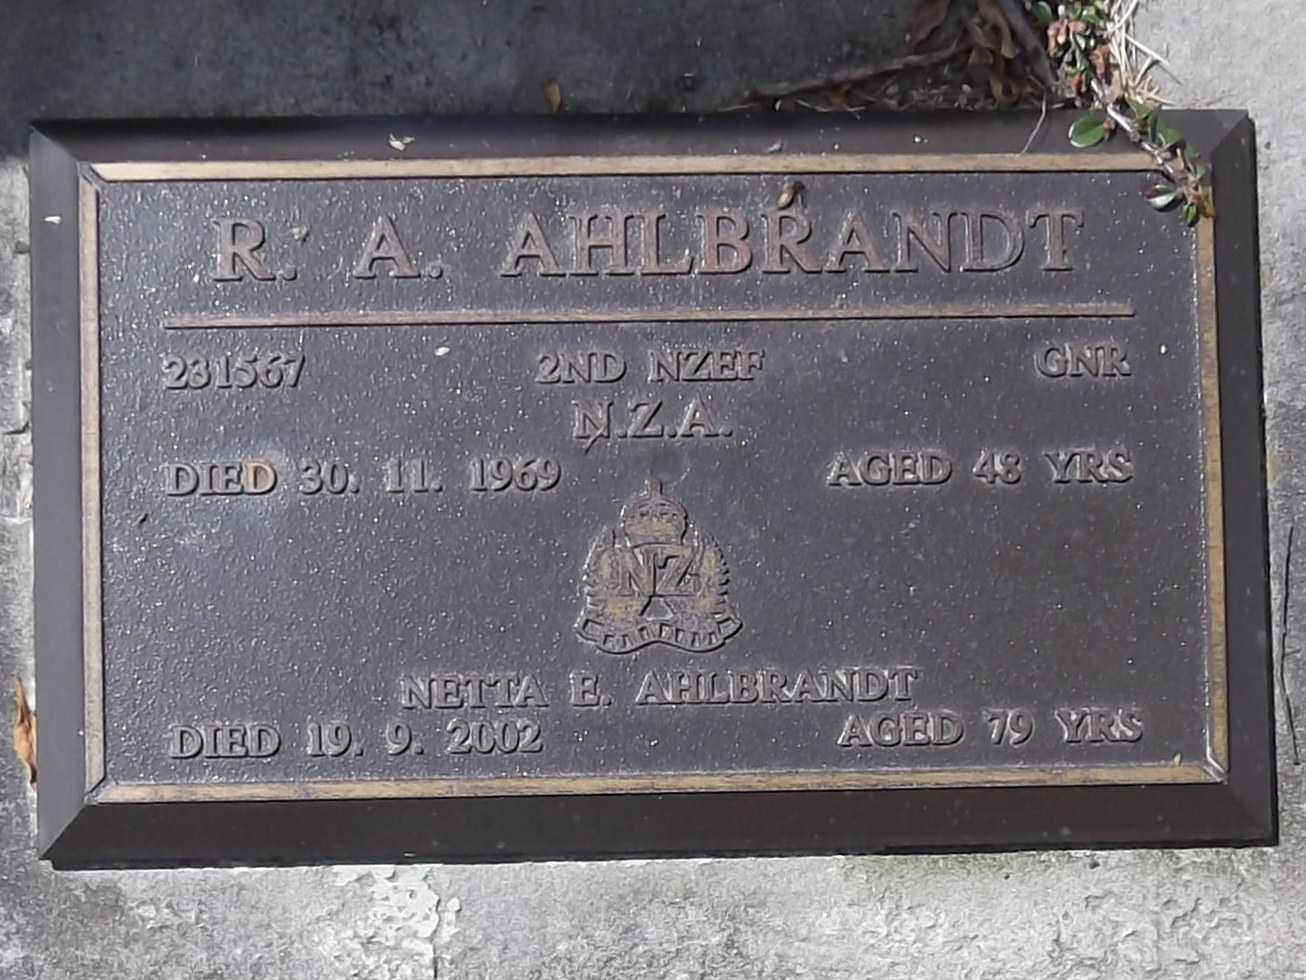 R. A. AHLBRANDT
231567 2ND NZEF GNR
N.Z.A.
DIED 30. 11. 1969 AGED 48 YRS
NZ
NETTA E. AHLBRANDT
DIED 19. 9. 2002 AGED 79 YRS